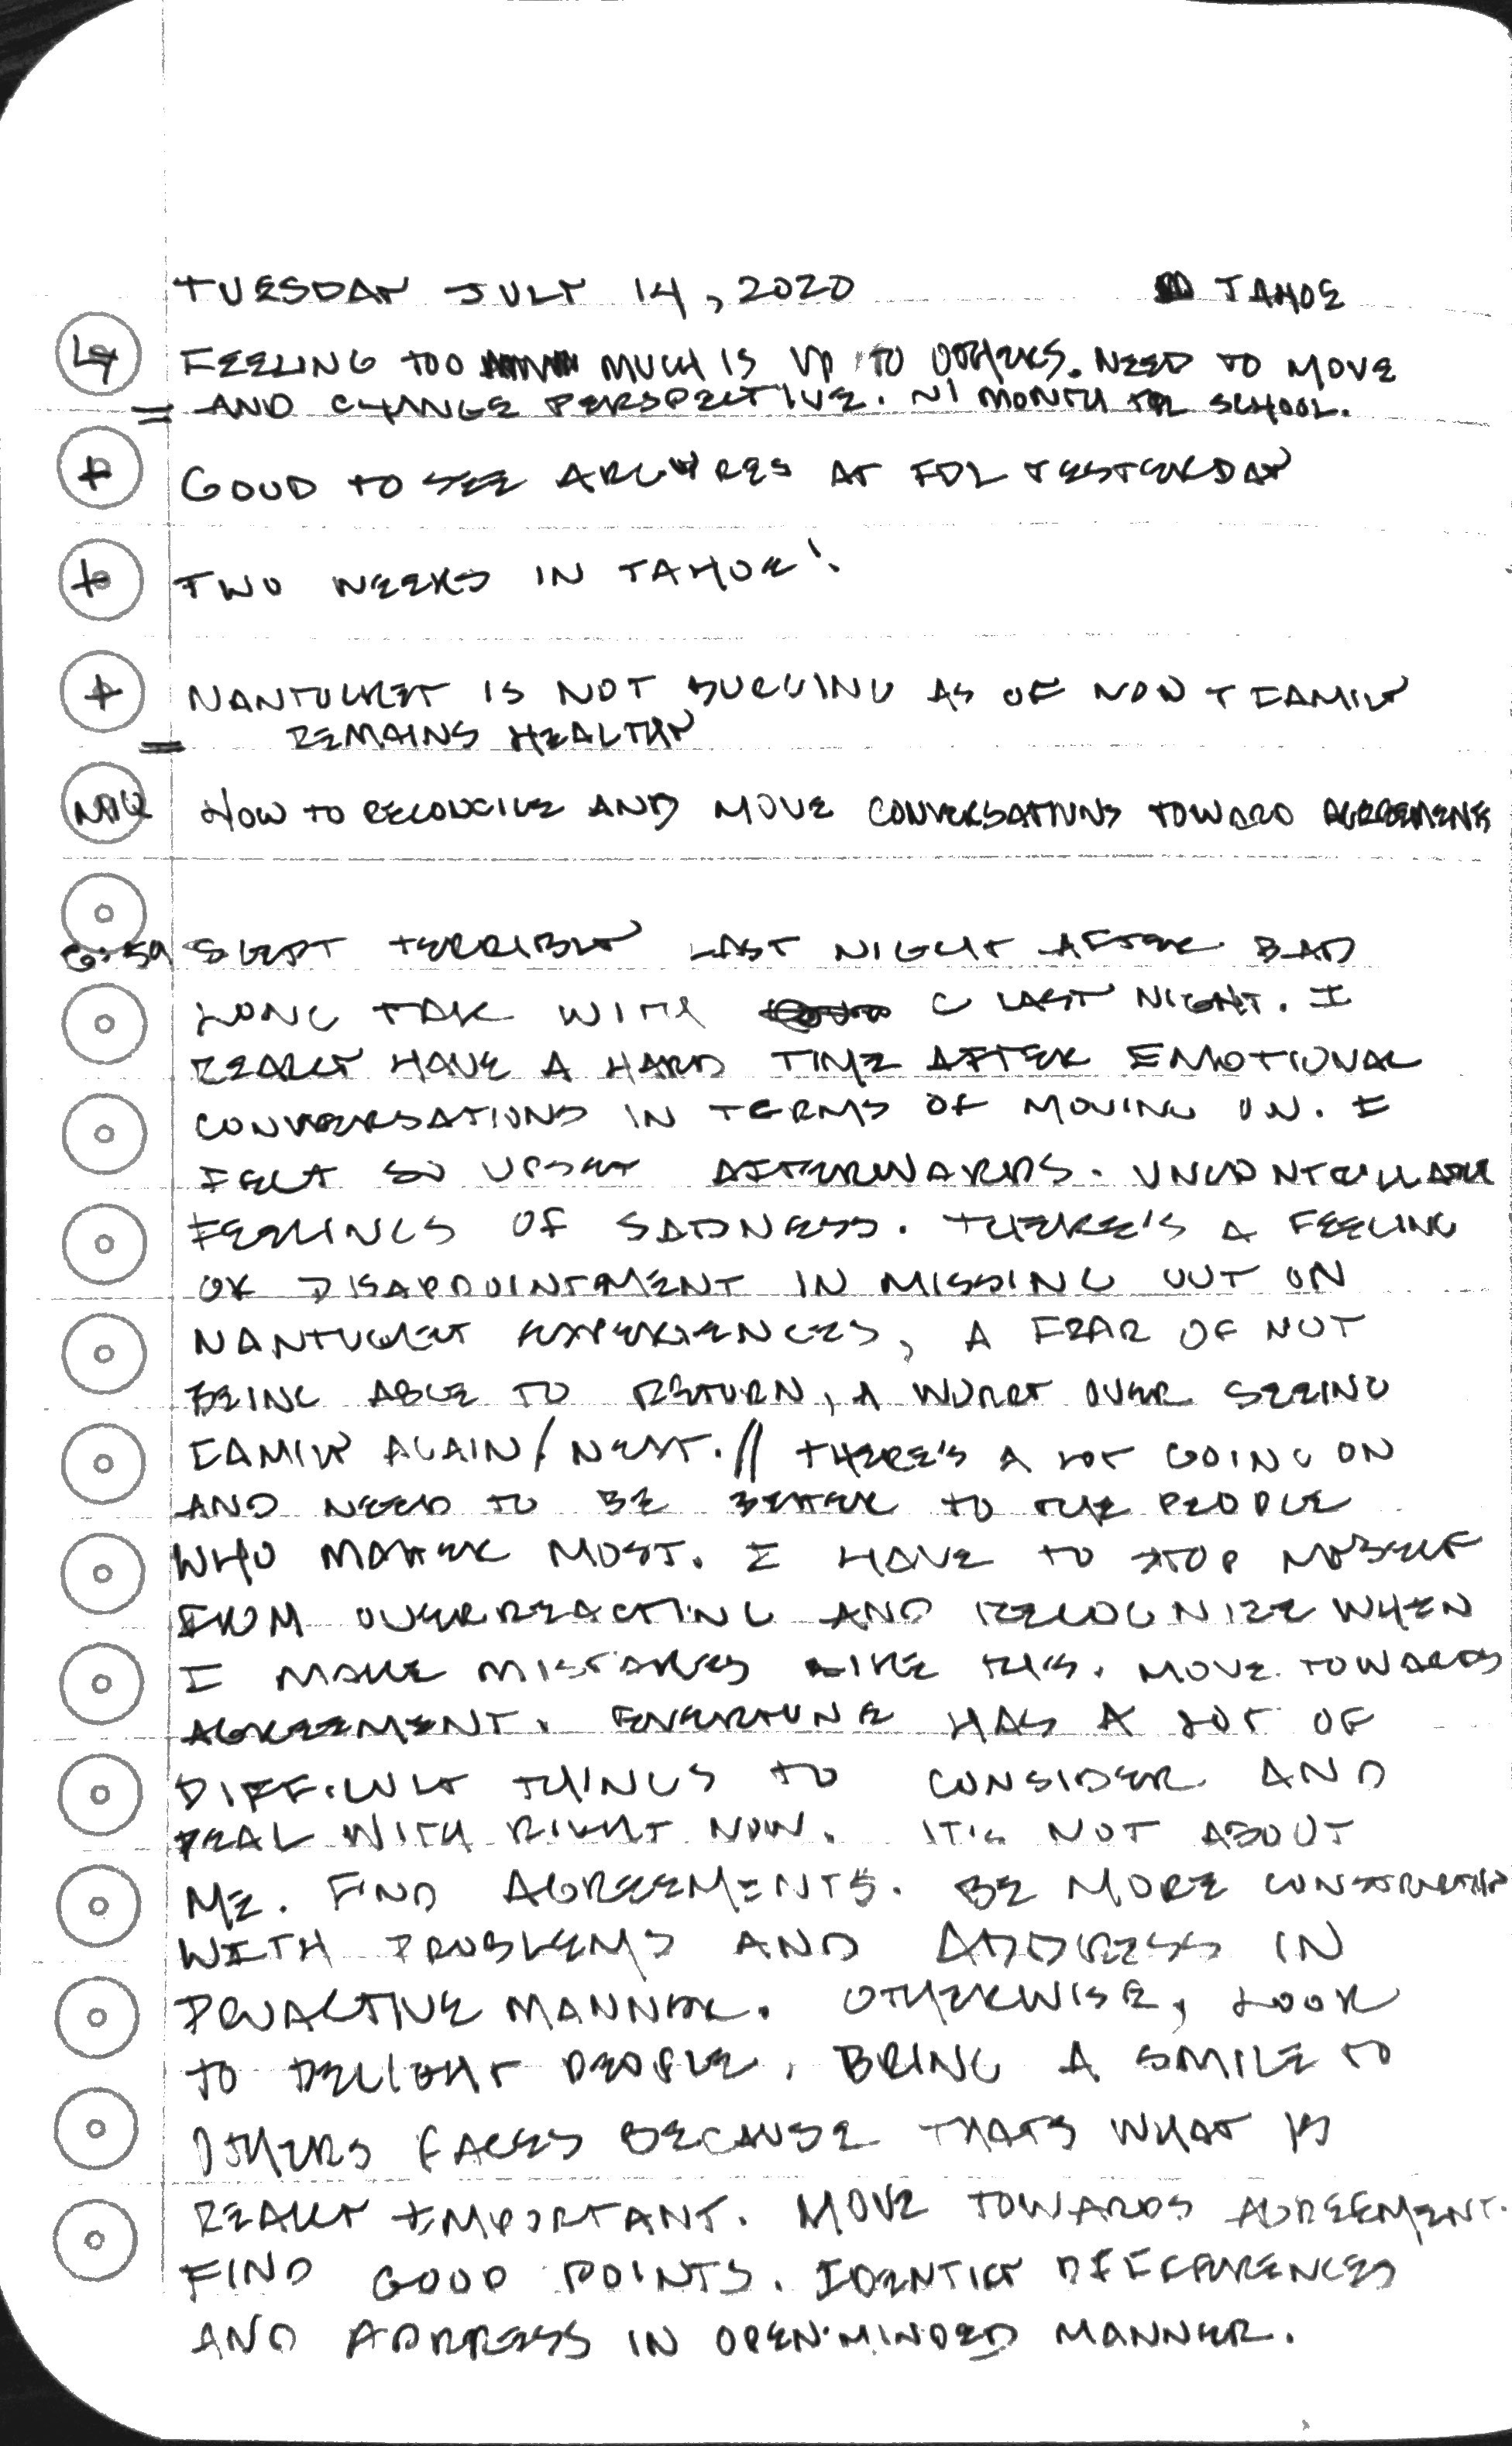 TUESDAY JULY 14, 2020 TAHOE
LY FEELING TOO MUCH IS UP TO OTHERS. NEED TO MOVE
= AND CHANGE PERSPECTIVE. N1 MONTH TIL SCHOOL.
+ GOOD TO SEE AT FDL YESTERDAY
+ TWO WEEKS IN TAHOE!
+ NANTUCKET IS NOT AS OF NOW + FAMILY
= REMAINS HEALTHY
HOW TO RECONCILE AND MOVE CONVERSATIONS TOWARD AGREEMENTS
6:59 SLEPT TERRIBLY LAST NIGHT AFTER BAD
LONG TALK WITH C LAST NIGHT. I
REALLY HAVE A HARD TIME AFTER EMOTIONAL
CONVERSATIONS IN TERMS OF MOVING ON. I
FELT SO UPSET AFTERWARDS. UNCONTROLLABLE
FEELINGS OF SADNESS. THERE'S A FEELING
OF DISAPPOINTMENT IN MISSING OUT ON
NANTUCKET EXPERIENCES, A FEAR OF NOT
BEING ABLE TO RETURN, A WORRY OVER SEEING
FAMILY AGAIN/NEXT. // THERE'S A LOT GOING ON
AND NEED TO BE BETTER TO THE PEOPLE
WHO MATTER MOST. I HAVE TO STOP MYSELF
FROM OVERREACTING AND RECOGNIZE WHEN
I MAKE MISTAKES LIKE THIS. MOVE TOWARDS
AGREEMENT. EVERYONE HAS A LOT OF
DIFFICULT THINGS TO CONSIDER AND
DEAL WITH RIGHT NOW. IT'S NOT ABOUT
ME. FIND AGREEMENTS. BE MORE CONSTRUCTIVE
WITH PROBLEMS AND ADDRESS IN
PROACTIVE MANNER. OTHERWISE, LOOK
TO DELIGHT PEOPLE, BRING A SMILE TO
OTHERS FACES BECAUSE THATS WHAT IS
REALLY IMPORTANT. MOVE TOWARDS AGREEMENT.
FIND GOOD POINTS. IDENTIFY DIFFERENCES
AND ADDRESS IN OPEN-MINDED MANNER.